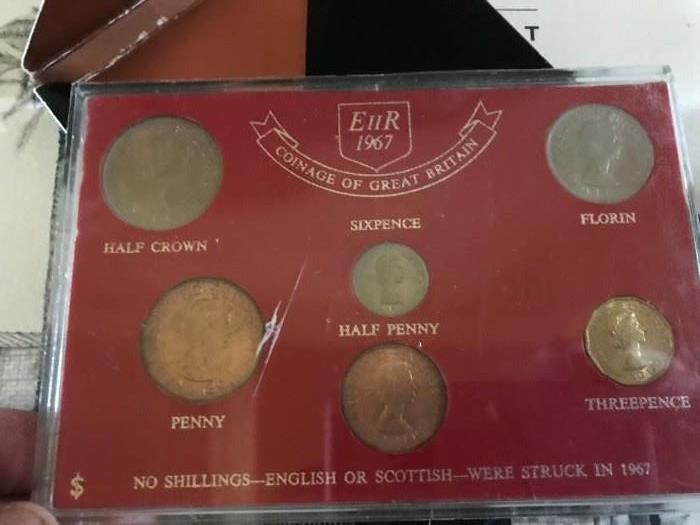 T
EIIR
1967
COINAGE OF GREAT BRITAIN
SIXPENCE
FLORIN
HALF CROWN
HALF PENNY
THREEPENCE
PENNY
$ NO SHILLINGS—ENGLISH OR SCOTTISH—WERE STRUCK IN 1967